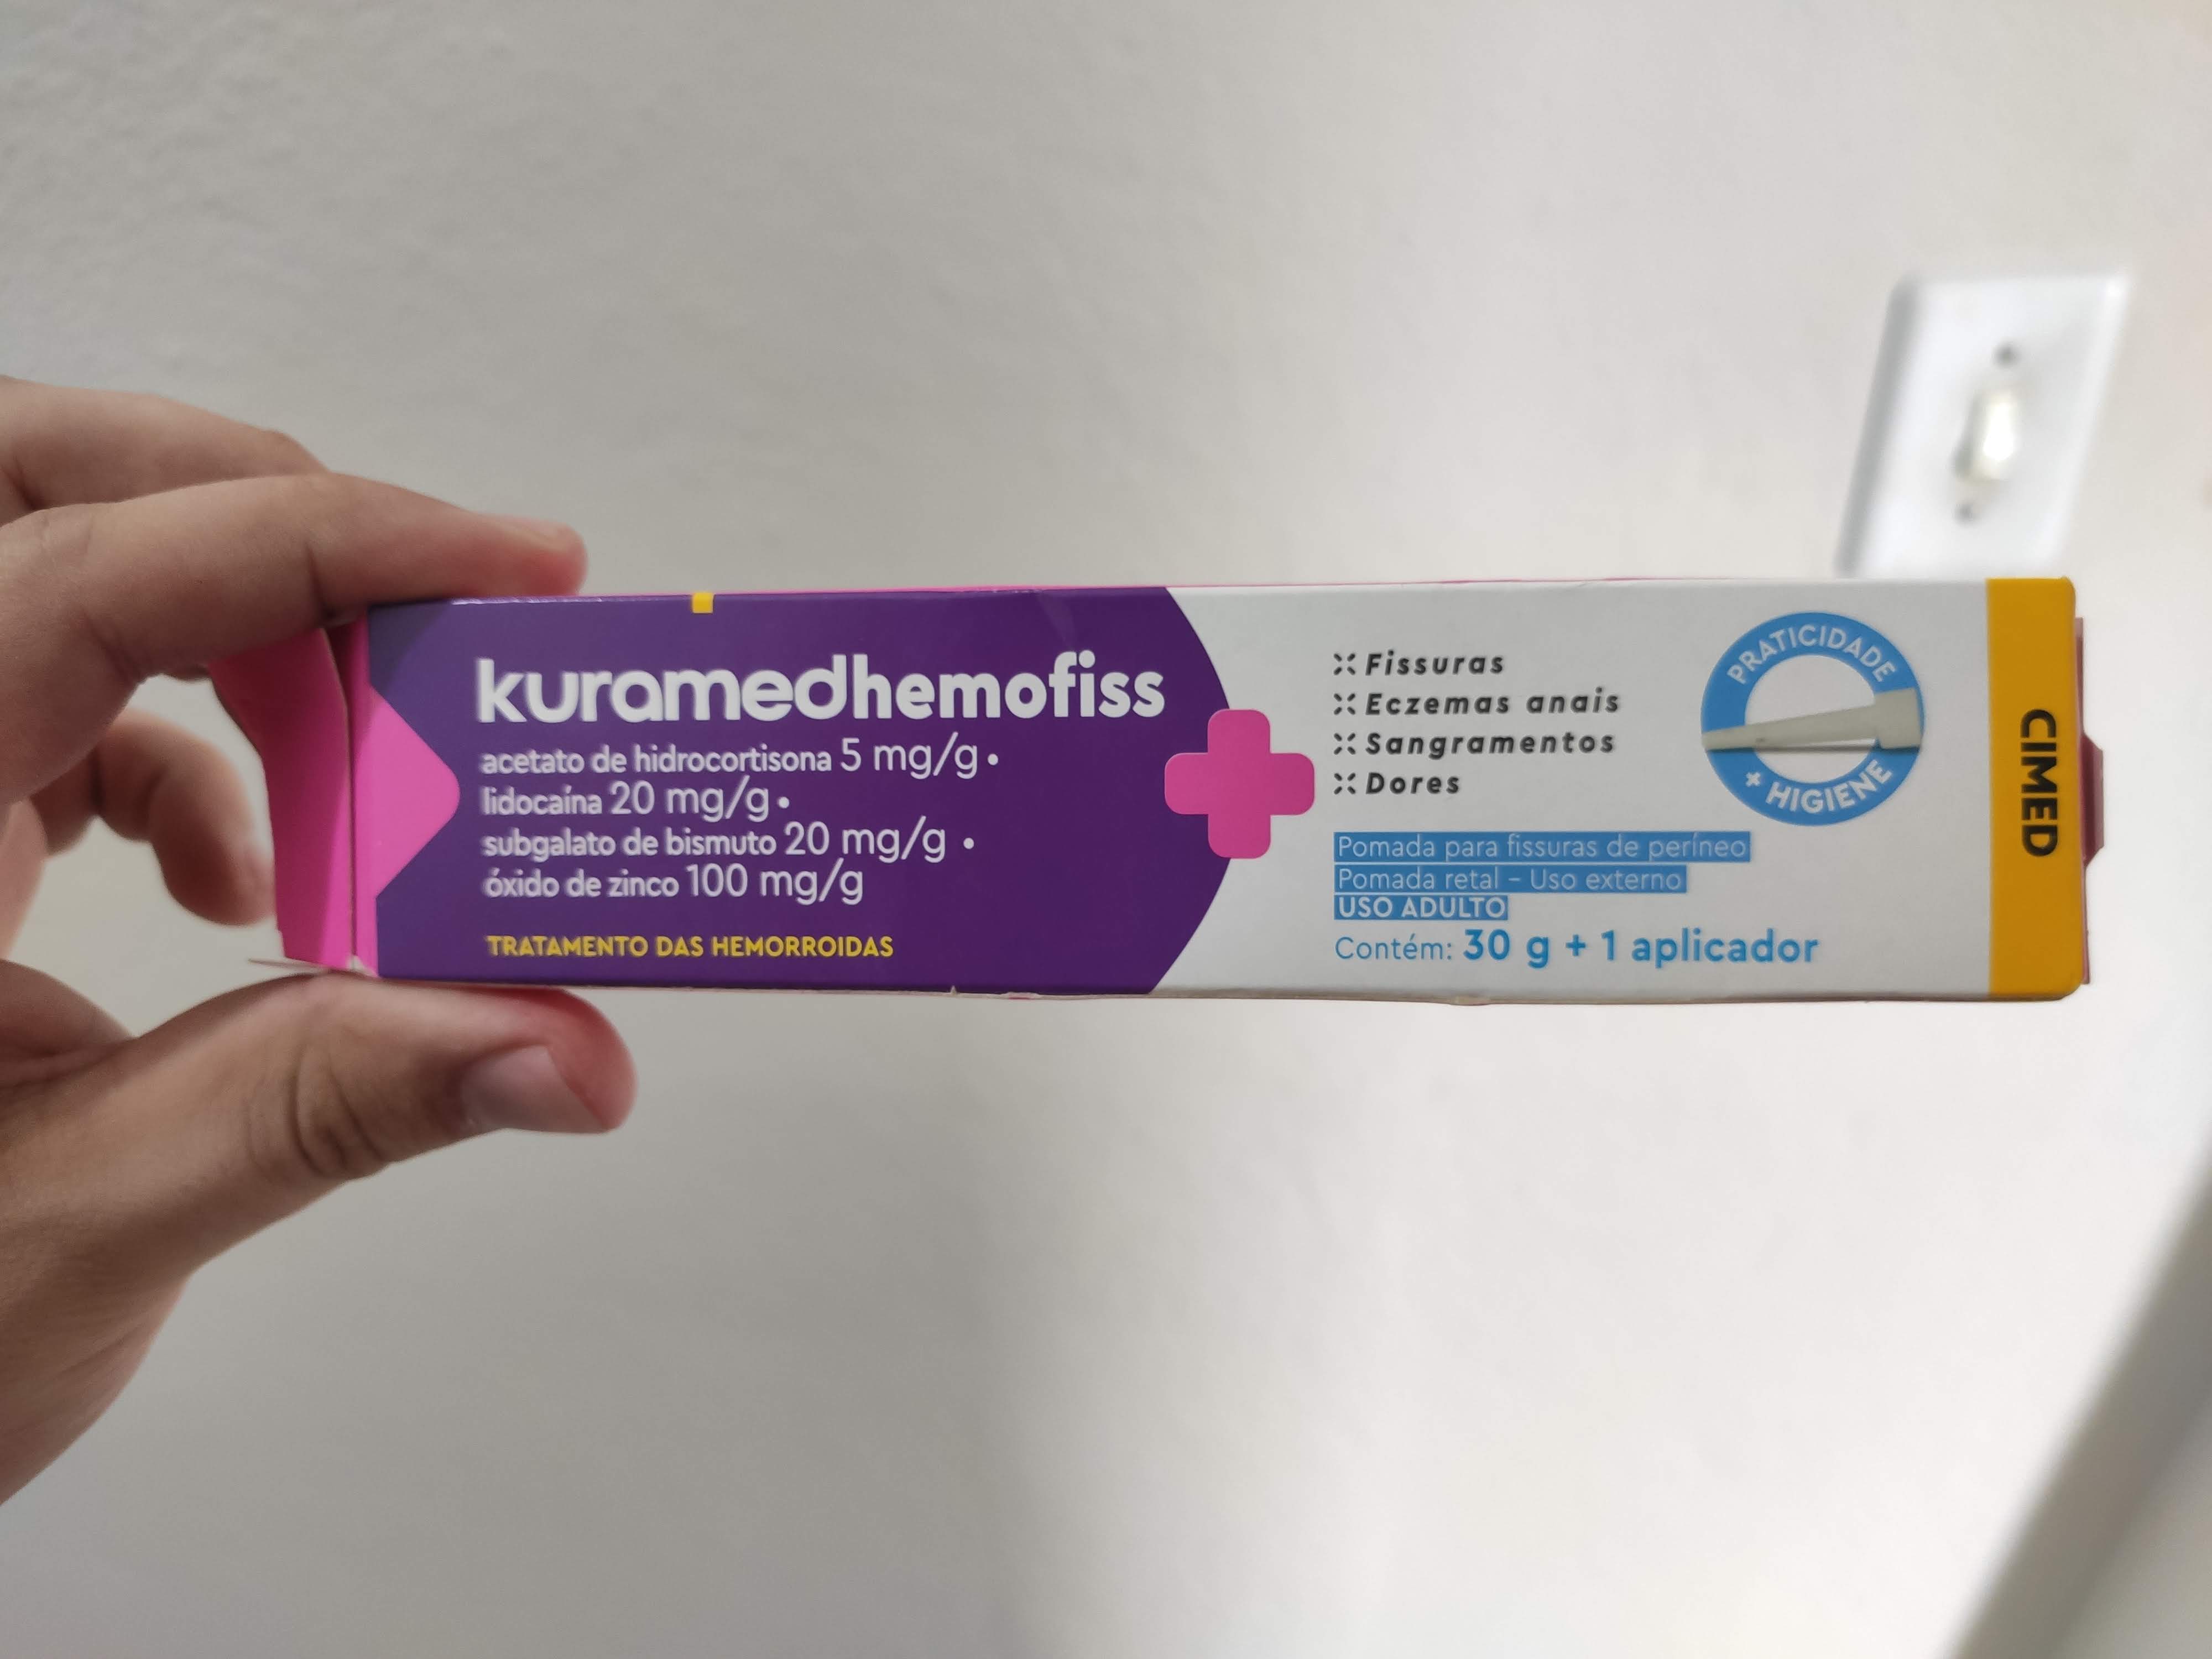 kuramedhemofiss
acetato de hidrocortisona 5 mg/g •
lidocaína 20 mg/g •
subgalato de bismuto 20 mg/g •
óxido de zinco 100 mg/g
TRATAMENTO DAS HEMORROIDAS
Fissuras
Eczemas anais
Sangramentos
Dores
Pomada para fissuras de períneo
Pomada retal – Uso externo
USO ADULTO
Contém: 30 g + 1 aplicador
PRATICIDADE
+ HIGIENE
CIMED